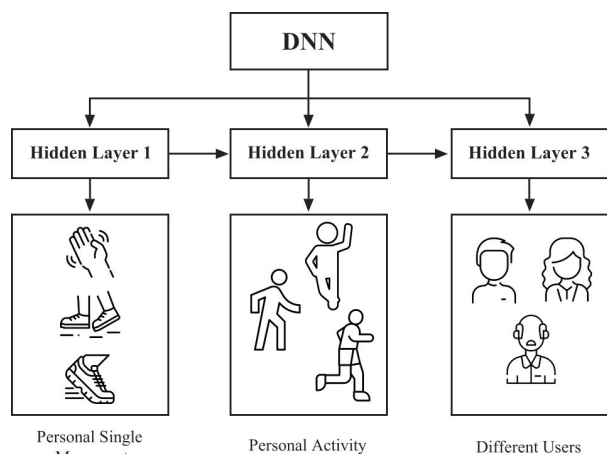 DNN
Hidden Layer 1
Hidden Layer 2
Hidden Layer 3
Personal Single
Personal Activity
Different Users